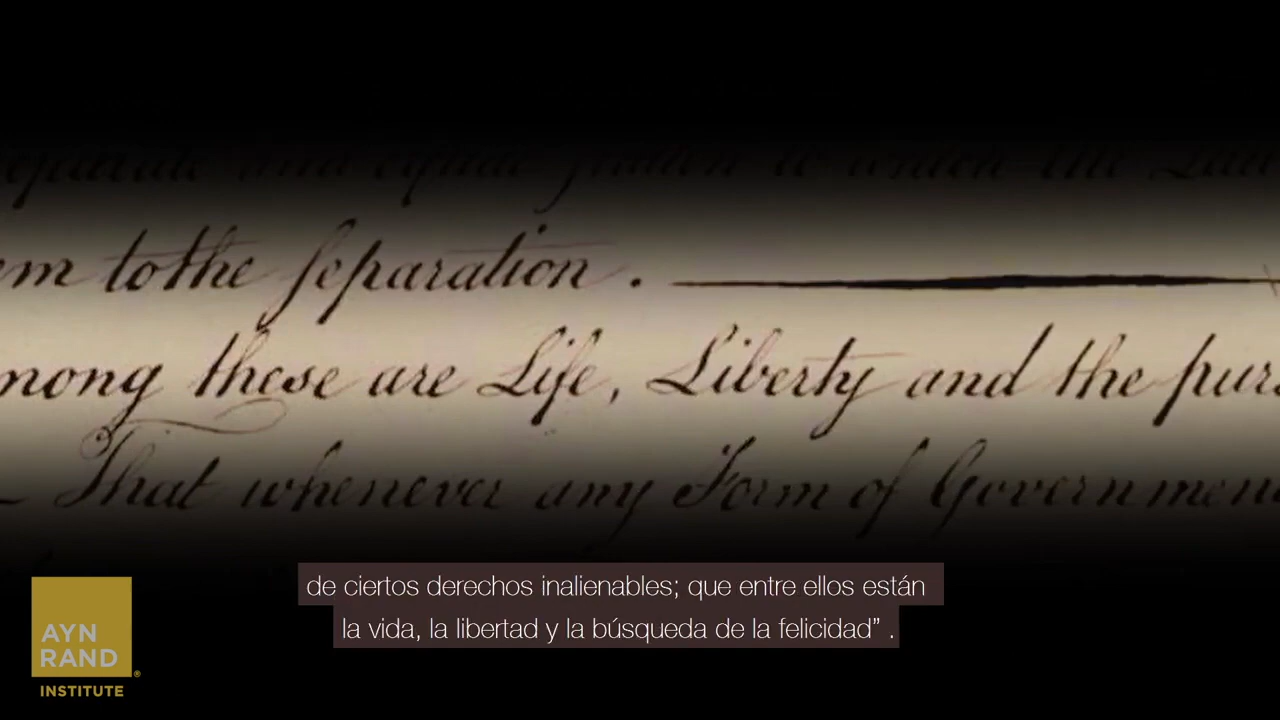 em to the separation.
mong these are Life, Liberty and the pur
That whenever any Form of Governmen
de ciertos derechos inalienables; que entre ellos están
la vida, la libertad y la búsqueda de la felicidad” .
AYN
RAND
INSTITUTE